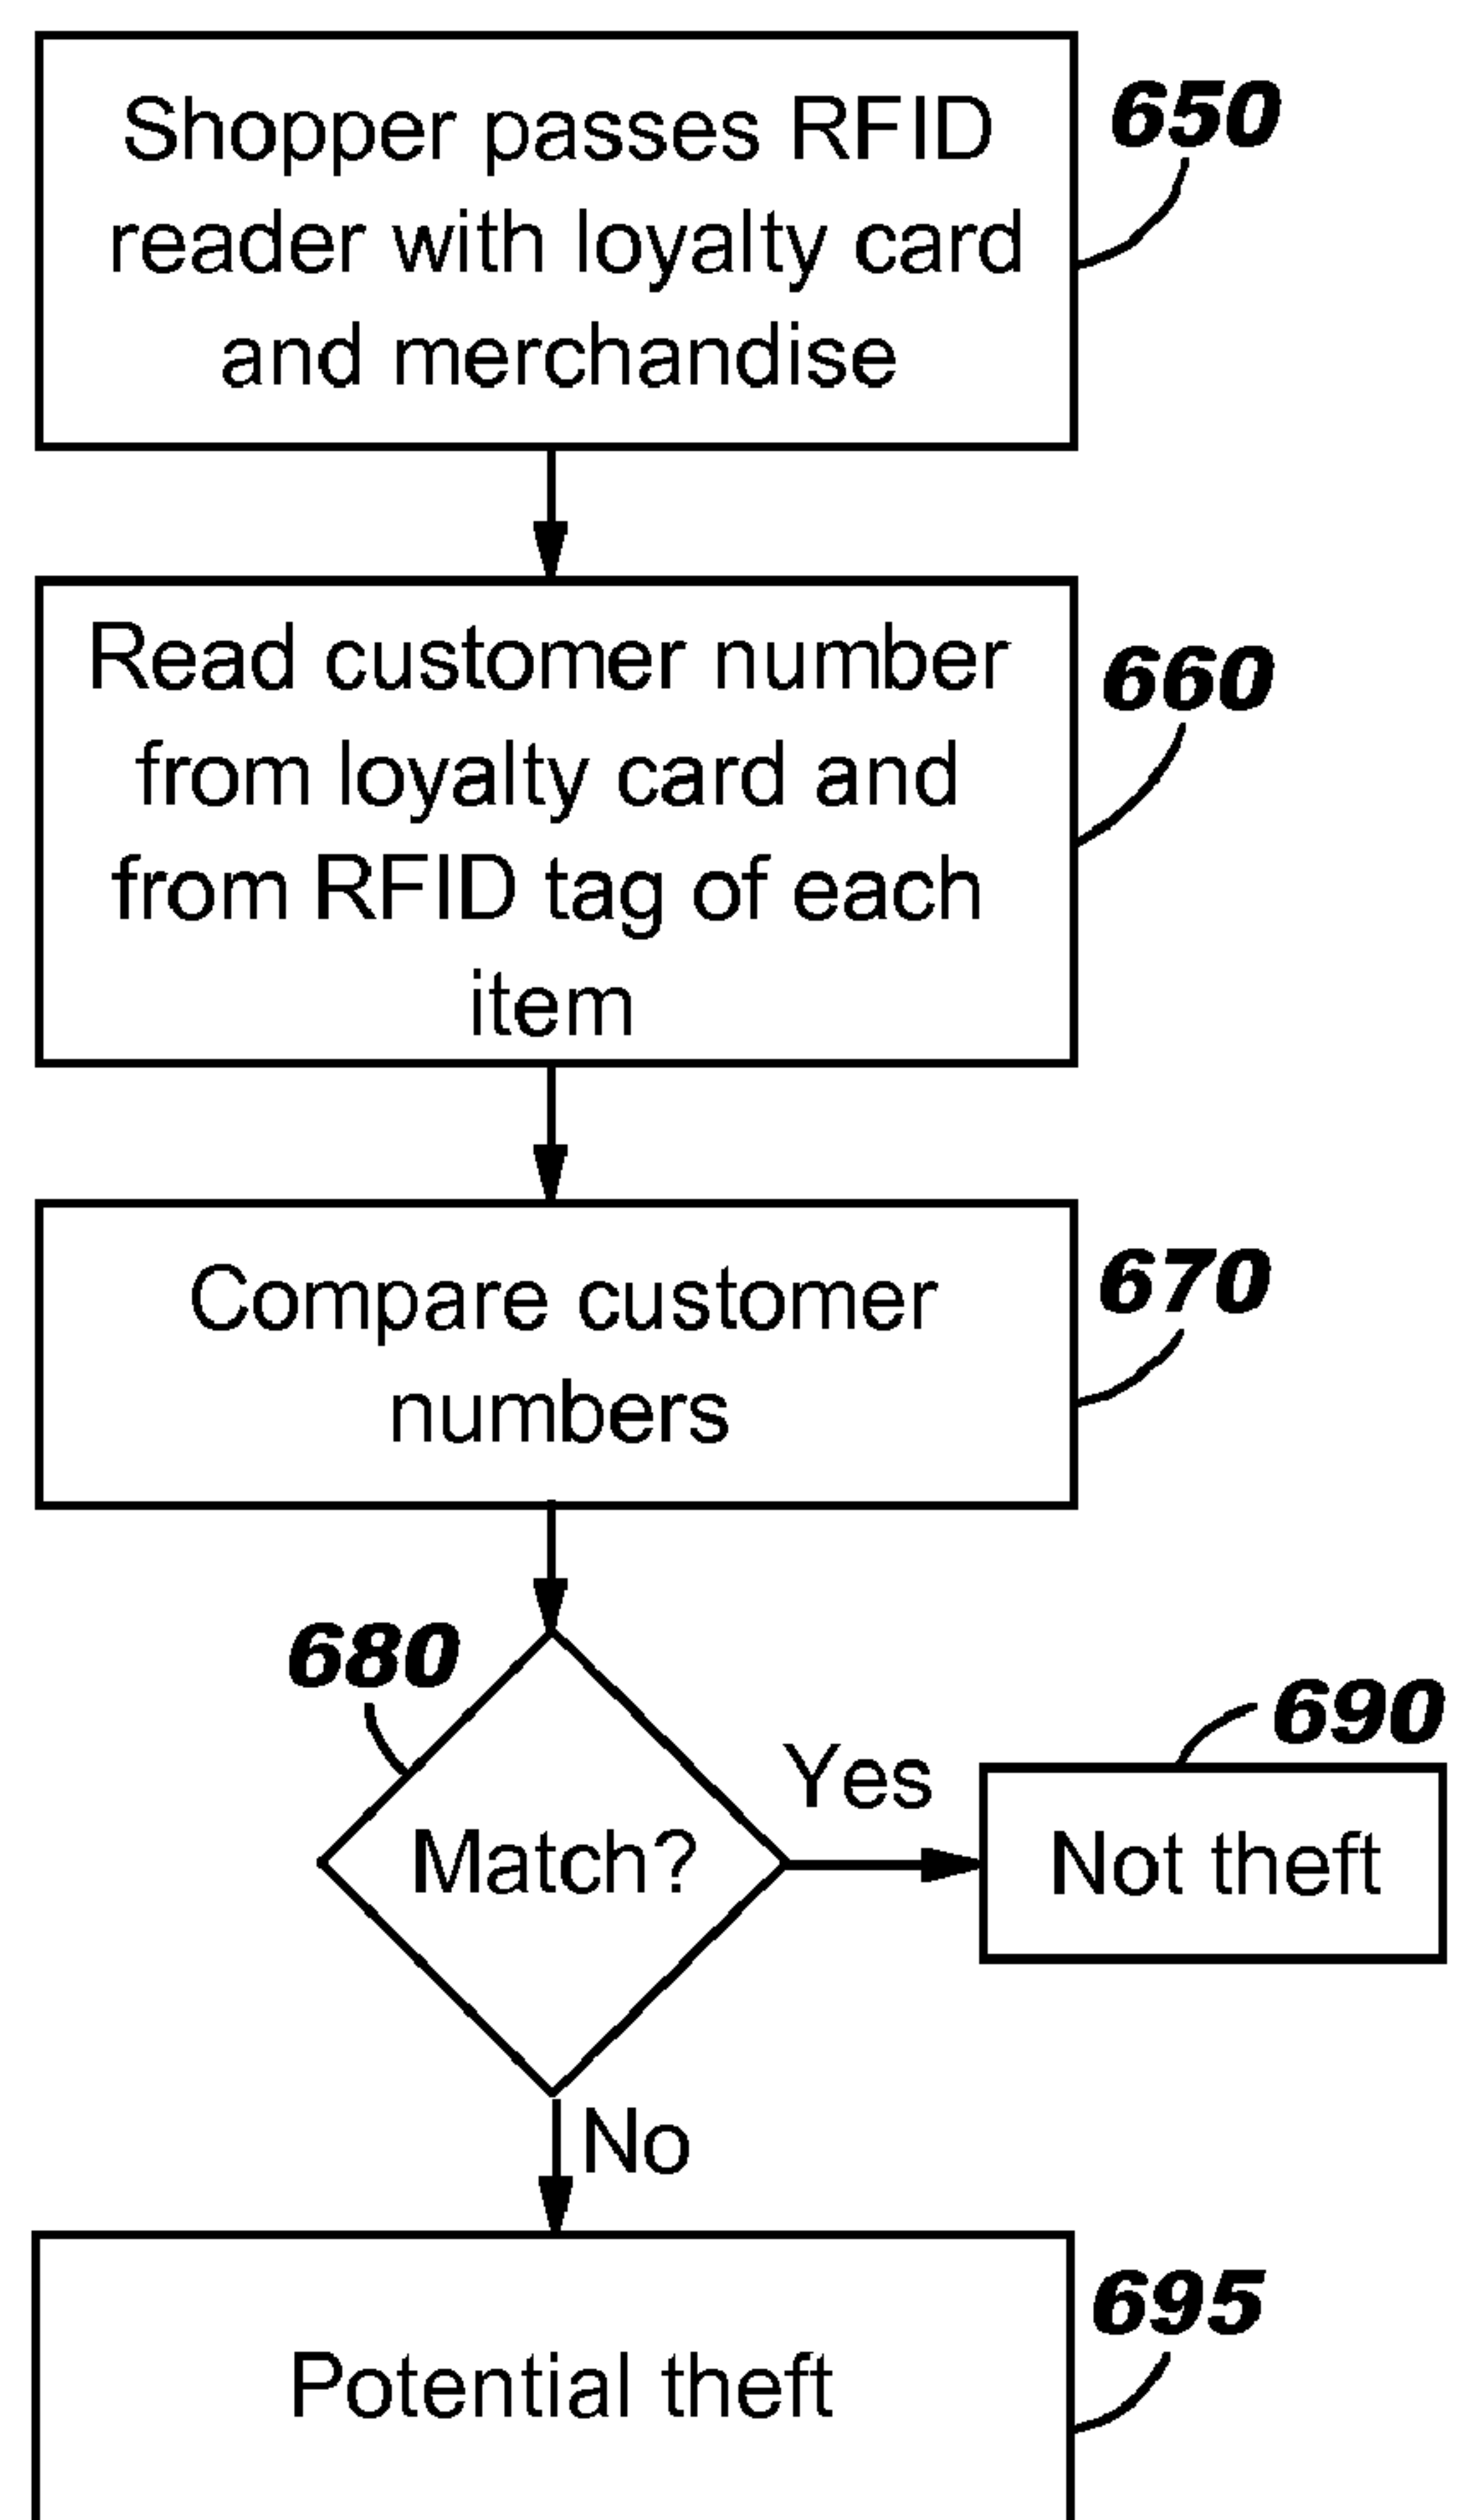 Shopper passes RFID
reader with loyalty card
and merchandise
650
Read customer number
from loyalty card and
from RFID tag of each
item
660
Compare customer
numbers
670
680
Match?
Yes
690
Not theft
No
Potential theft
695